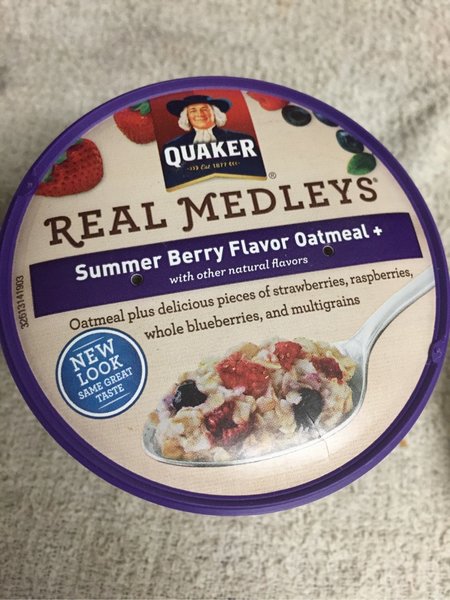 QUAKER
Est 1877
REAL MEDLEYS®
Summer Berry Flavor Oatmeal +
with other natural flavors
Oatmeal plus delicious pieces of strawberries, raspberries,
whole blueberries, and multigrains
NEW
LOOK
SAME GREAT
TASTE
32613141903